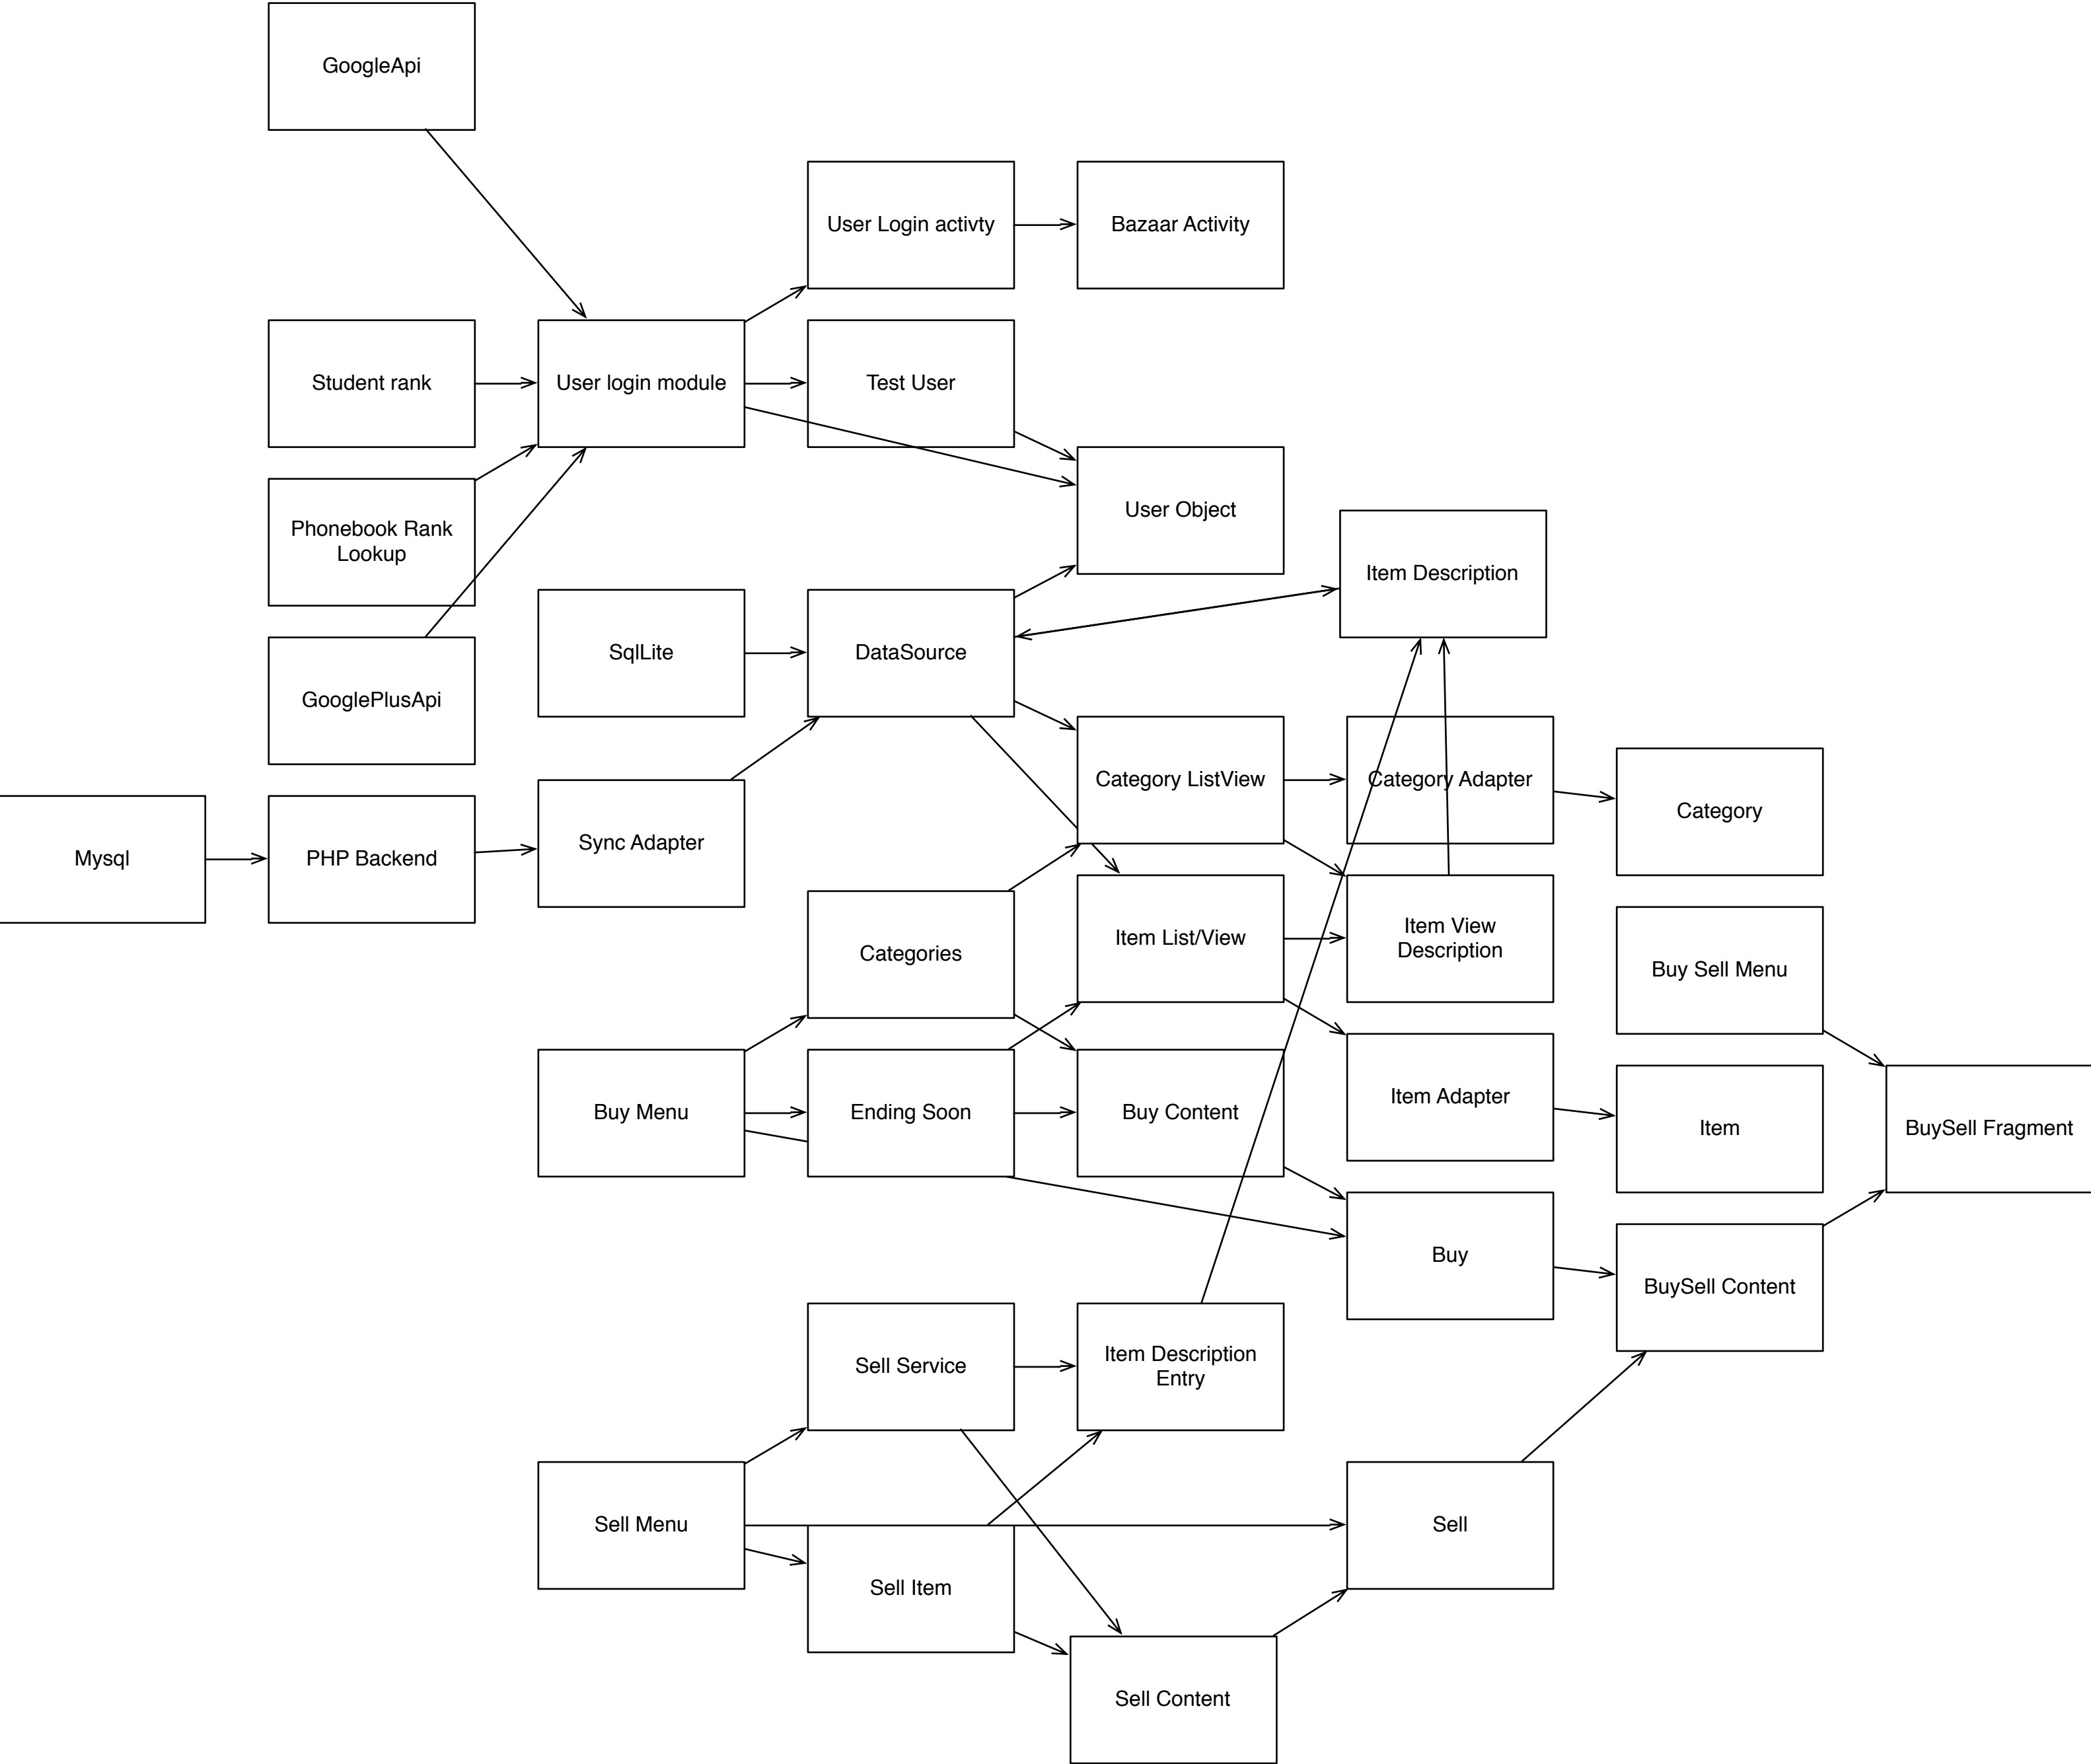 GoogleApi
User Login activty
Bazaar Activity
Student rank
User login module
Test User
Phonebook Rank
Lookup
User Object
Item Description
SqlLite
DataSource
GooglePlusApi
Category ListView
Category Adapter
Category
Mysql
PHP Backend
Sync Adapter
Categories
Item List/View
Item View
Description
Buy Sell Menu
Buy Menu
Ending Soon
Buy Content
Item Adapter
Item
BuySell Fragment
Buy
BuySell Content
Sell Service
Item Description
Entry
Sell Menu
Sell
Sell Item
Sell Content